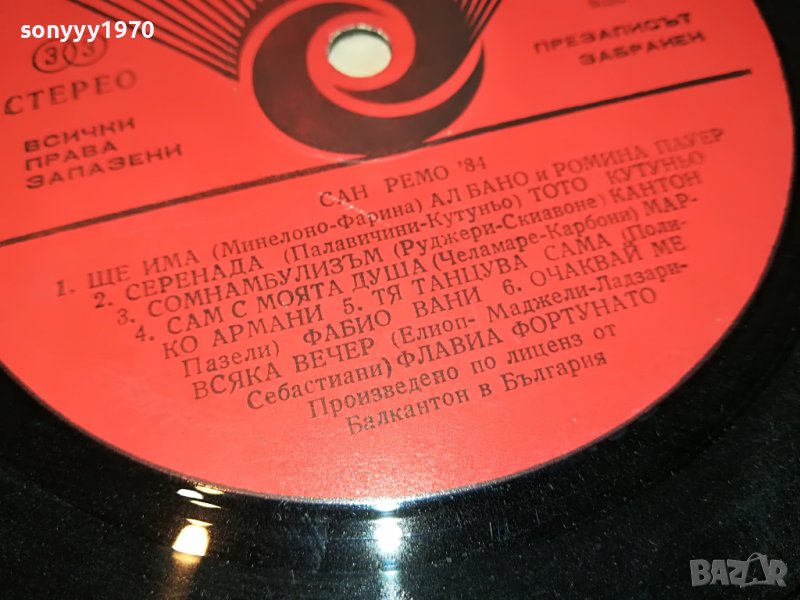 sonyyy1970
33
СТЕРЕО
ВСИЧКИ
ПРАВА
ЗАПАЗЕНИ
ПРЕЗАПИСЪТ
ЗАБРАНЕН
САН РЕМО '84
1. ЩЕ ИМА (Минелоно-Фарина) АЛ БАНО и РОМИНА ПАУЕР
2. СЕРЕНАДА (Палавичини-Кутуньо) ТОТО КУТУНЬО
3. СОМНАМБУЛИЗЪМ (Руджери-Скиавоне) КАНТОН
4. САМ С МОЯТА ДУША (Челамаре-Карбони) МАР-
КО АРМАНИ 5. ТЯ ТАНЦУВА САМА (Поли-
Пазели) ФАБИО ВАНИ 6. ОЧАКВАЙ МЕ
ВСЯКА ВЕЧЕР (Елиоп- Маджели-Ладзари-
Себастиани) ФЛАВИА ФОРТУНАТО
Произведено по лиценз от
Балкантон в България
BAZAR